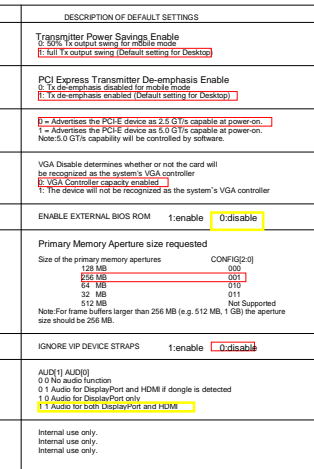 DESCRIPTION OF DEFAULT SETTINGS
Transmitter Power Savings Enable
0: 50% Tx output swing for mobile mode
1: full Tx output swing (Default setting for Desktop)
PCI Express Transmitter De-emphasis Enable
0: Tx de-emphasis disabled for mobile mode
1: Tx de-emphasis enabled (Default setting for Desktop)
0 = Advertises the PCI-E device as 2.5 GT/s capable at power-on.
1 = Advertises the PCI-E device as 5.0 GT/s capable at power-on.
Note:5.0 GT/s capability will be controlled by software.
VGA Disable determines whether or not the card will
be recognized as the system's VGA controller
0: VGA Controller capacity enabled
1: The device will not be recognized as the system's VGA controller
ENABLE EXTERNAL BIOS ROM 1:enable 0:disable
Primary Memory Aperture size requested
Size of the primary memory apertures CONFIG[2:0]
128 MB 000
256 MB 001
64 MB 010
32 MB 011
512 MB Not Supported
Note:For frame buffers larger than 256 MB (e.g. 512 MB, 1 GB) the aperture
size should be 256 MB.
IGNORE VIP DEVICE STRAPS 1:enable 0:disable
AUD[1] AUD[0]
0 0 No audio function
0 1 Audio for DisplayPort and HDMI if dongle is detected
1 0 Audio for DisplayPort only
1 1 Audio for both DisplayPort and HDMI
Internal use only.
Internal use only.
Internal use only.